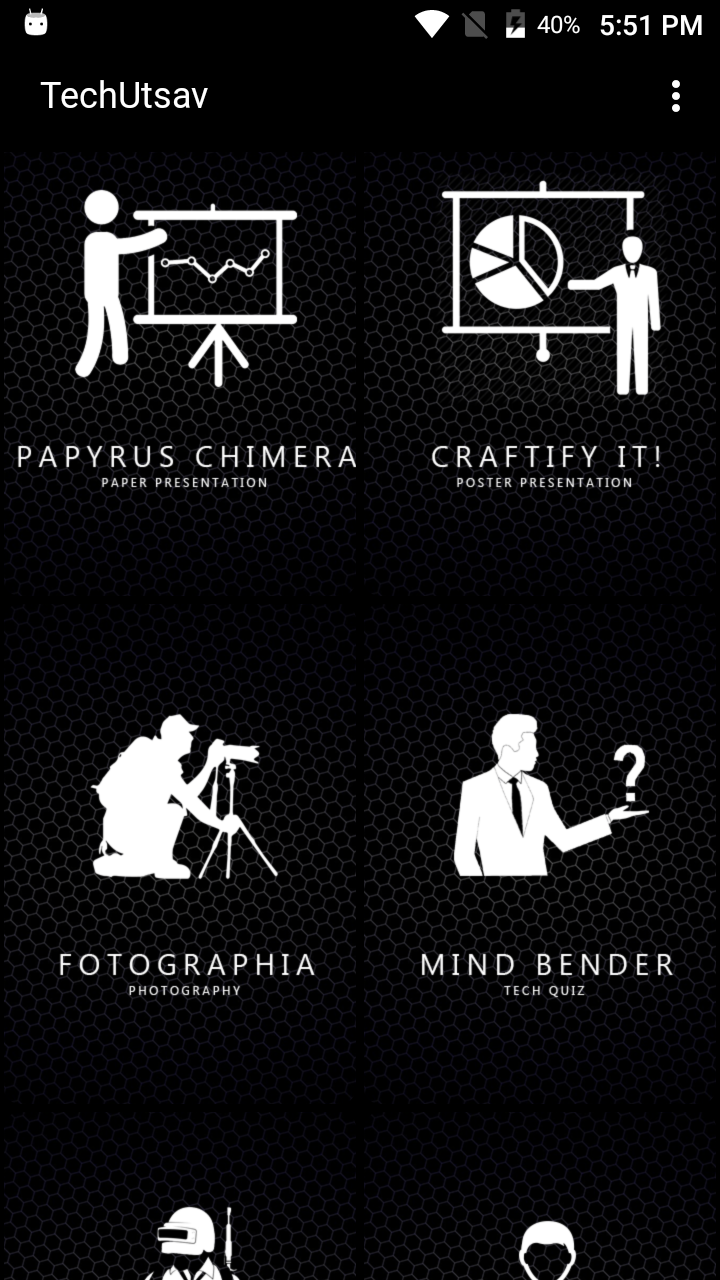 40% 5:51 PM
TechUtsav
PAPYRUS CHIMERA
PAPER PRESENTATION
CRAFTIFY IT!
POSTER PRESENTATION
FOTOGRAPHIA
PHOTOGRAPHY
MIND BENDER
TECH QUIZ
?